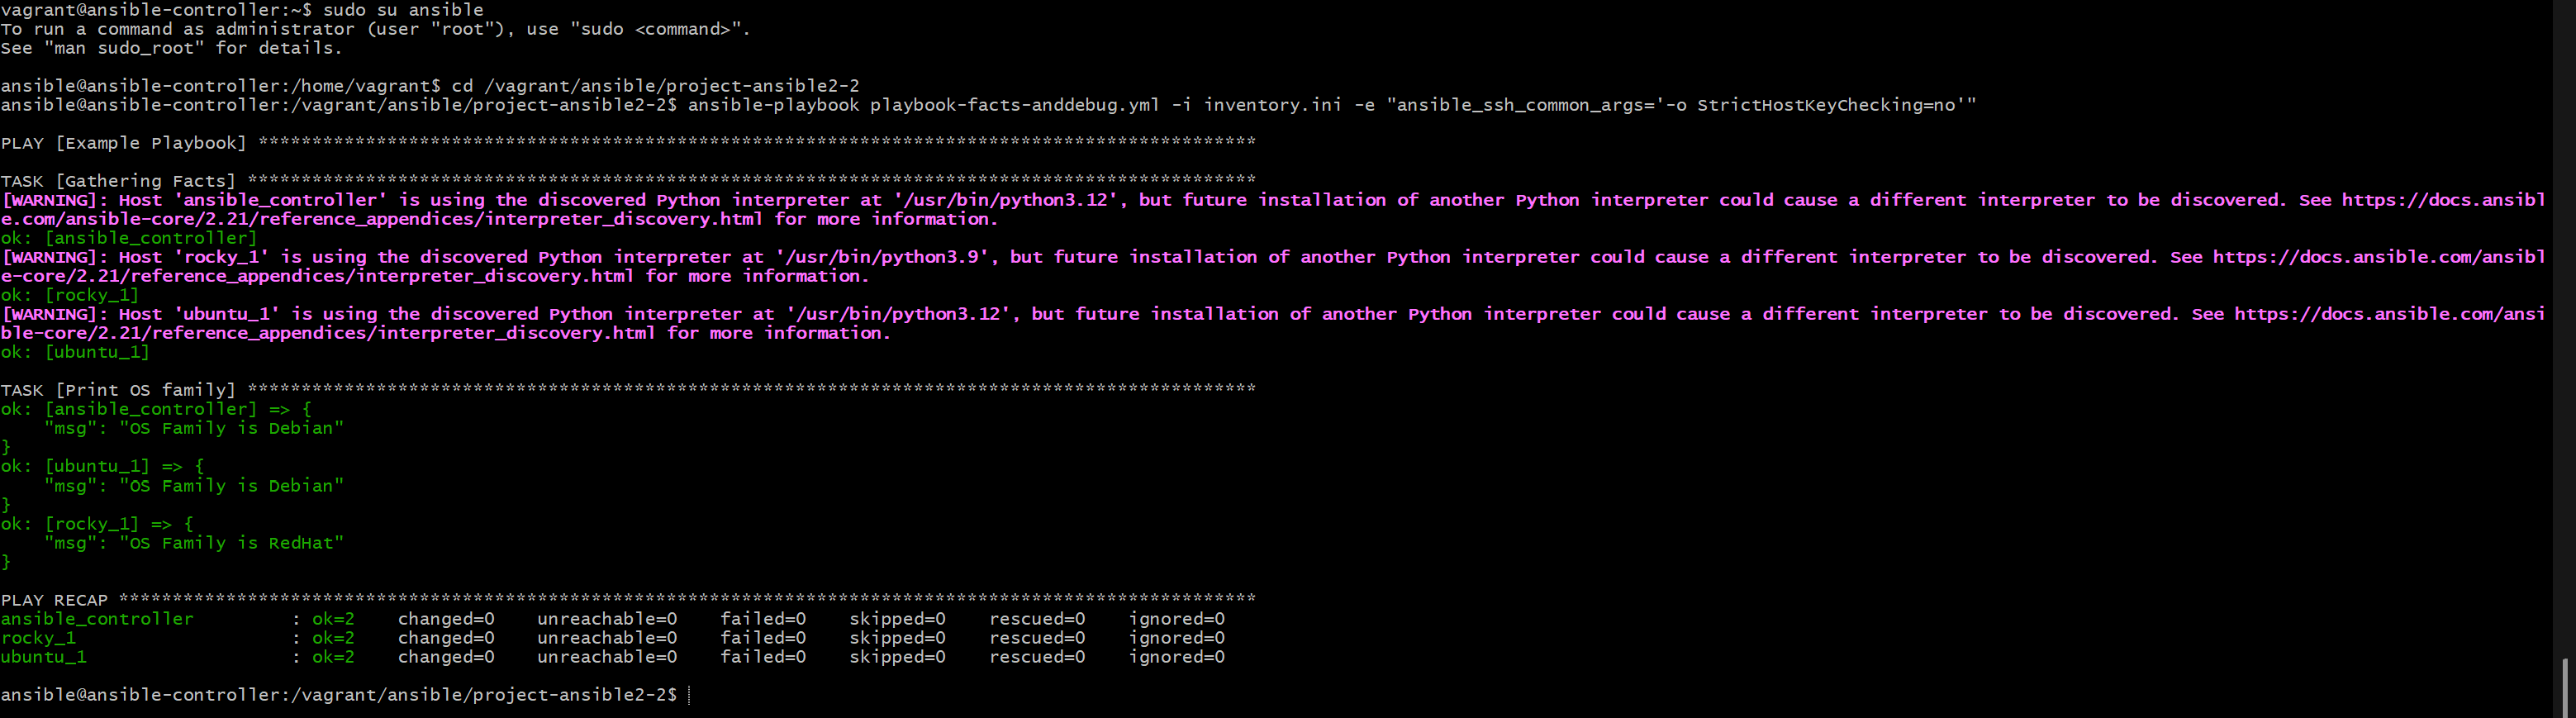 vagrant@ansible-controller:~$ sudo su ansible
To run a command as administrator (user "root"), use "sudo <command>".
See "man sudo_root" for details.

ansible@ansible-controller:/home/vagrant$ cd /vagrant/ansible/project-ansible2-2
ansible@ansible-controller:/vagrant/ansible/project-ansible2-2$ ansible-playbook playbook-facts-anddebug.yml -i inventory.ini -e "ansible_ssh_common_args='-o StrictHostKeyChecking=no'"

PLAY [Example Playbook] *********************************************************************************************

TASK [Gathering Facts] **********************************************************************************************
[WARNING]: Host 'ansible_controller' is using the discovered Python interpreter at '/usr/bin/python3.12', but future installation of another Python interpreter could cause a different interpreter to be discovered. See https://docs.ansibl
e.com/ansible-core/2.21/reference_appendices/interpreter_discovery.html for more information.
ok: [ansible_controller]
[WARNING]: Host 'rocky_1' is using the discovered Python interpreter at '/usr/bin/python3.9', but future installation of another Python interpreter could cause a different interpreter to be discovered. See https://docs.ansible.com/ansibl
e-core/2.21/reference_appendices/interpreter_discovery.html for more information.
ok: [rocky_1]
[WARNING]: Host 'ubuntu_1' is using the discovered Python interpreter at '/usr/bin/python3.12', but future installation of another Python interpreter could cause a different interpreter to be discovered. See https://docs.ansible.com/ansi
ble-core/2.21/reference_appendices/interpreter_discovery.html for more information.
ok: [ubuntu_1]

TASK [Print OS family] **********************************************************************************************
ok: [ansible_controller] => {
    "msg": "OS Family is Debian"
}
ok: [ubuntu_1] => {
    "msg": "OS Family is Debian"
}
ok: [rocky_1] => {
    "msg": "OS Family is RedHat"
}

PLAY RECAP **********************************************************************************************************
ansible_controller         : ok=2    changed=0    unreachable=0    failed=0    skipped=0    rescued=0    ignored=0
rocky_1                    : ok=2    changed=0    unreachable=0    failed=0    skipped=0    rescued=0    ignored=0
ubuntu_1                   : ok=2    changed=0    unreachable=0    failed=0    skipped=0    rescued=0    ignored=0

ansible@ansible-controller:/vagrant/ansible/project-ansible2-2$